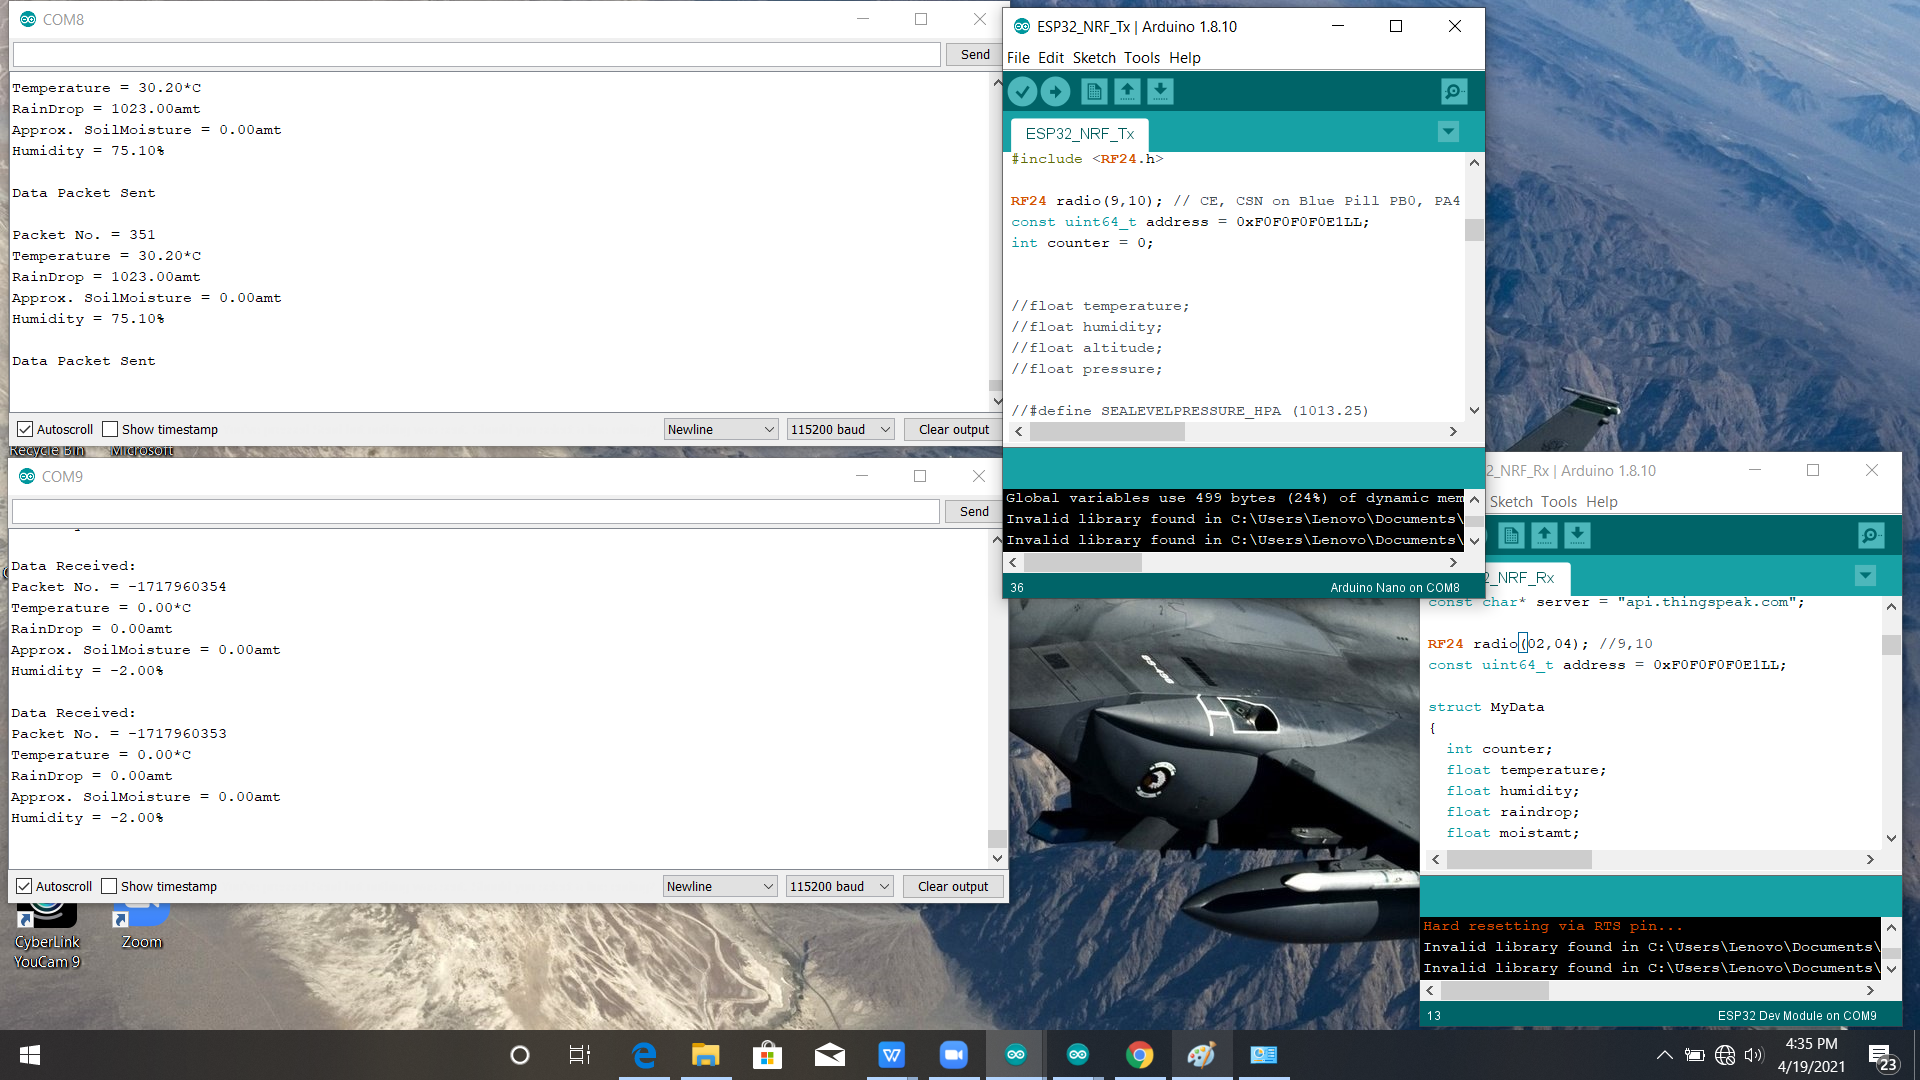 COM8
Send
Temperature = 30.20*C
RainDrop = 1023.00amt
Approx. SoilMoisture = 0.00amt
Humidity = 75.10%
Data Packet Sent
Packet No. = 351
Temperature = 30.20*C
RainDrop = 1023.00amt
Approx. SoilMoisture = 0.00amt
Humidity = 75.10%
Data Packet Sent
Autoscroll Show timestamp Newline 115200 baud Clear output
Recycle Bin Microsoft
COM9
Send
Data Received:
Packet No. = -1717960354
Temperature = 0.00*C
RainDrop = 0.00amt
Approx. SoilMoisture = 0.00amt
Humidity = -2.00%
Data Received:
Packet No. = -1717960353
Temperature = 0.00*C
RainDrop = 0.00amt
Approx. SoilMoisture = 0.00amt
Humidity = -2.00%
Autoscroll Show timestamp Newline 115200 baud Clear output
CyberLink
YouCam 9
Zoom
ESP32_NRF_Tx | Arduino 1.8.10
File Edit Sketch Tools Help
ESP32_NRF_Tx
#include <RF24.h>
RF24 radio(9,10); // CE, CSN on Blue Pill PB0, PA4
const uint64_t address = 0xF0F0F0F0E1LL;
int counter = 0;
//float temperature;
//float humidity;
//float altitude;
//float pressure;
//#define SEALEVELPRESSURE_HPA (1013.25)
Global variables use 499 bytes (24%) of dynamic mem
Invalid library found in C:\Users\Lenovo\Documents\
Invalid library found in C:\Users\Lenovo\Documents\
36 Arduino Nano on COM8
2_NRF_Rx | Arduino 1.8.10
Sketch Tools Help
2_NRF_Rx
const char* server = "api.thingspeak.com";
RF24 radio(02,04); //9,10
const uint64_t address = 0xF0F0F0F0E1LL;
struct MyData
{
int counter;
float temperature;
float humidity;
float raindrop;
float moistamt;
Hard resetting via RTS pin...
Invalid library found in C:\Users\Lenovo\Documents\
Invalid library found in C:\Users\Lenovo\Documents\
13 ESP32 Dev Module on COM9
4:35 PM
4/19/2021
23